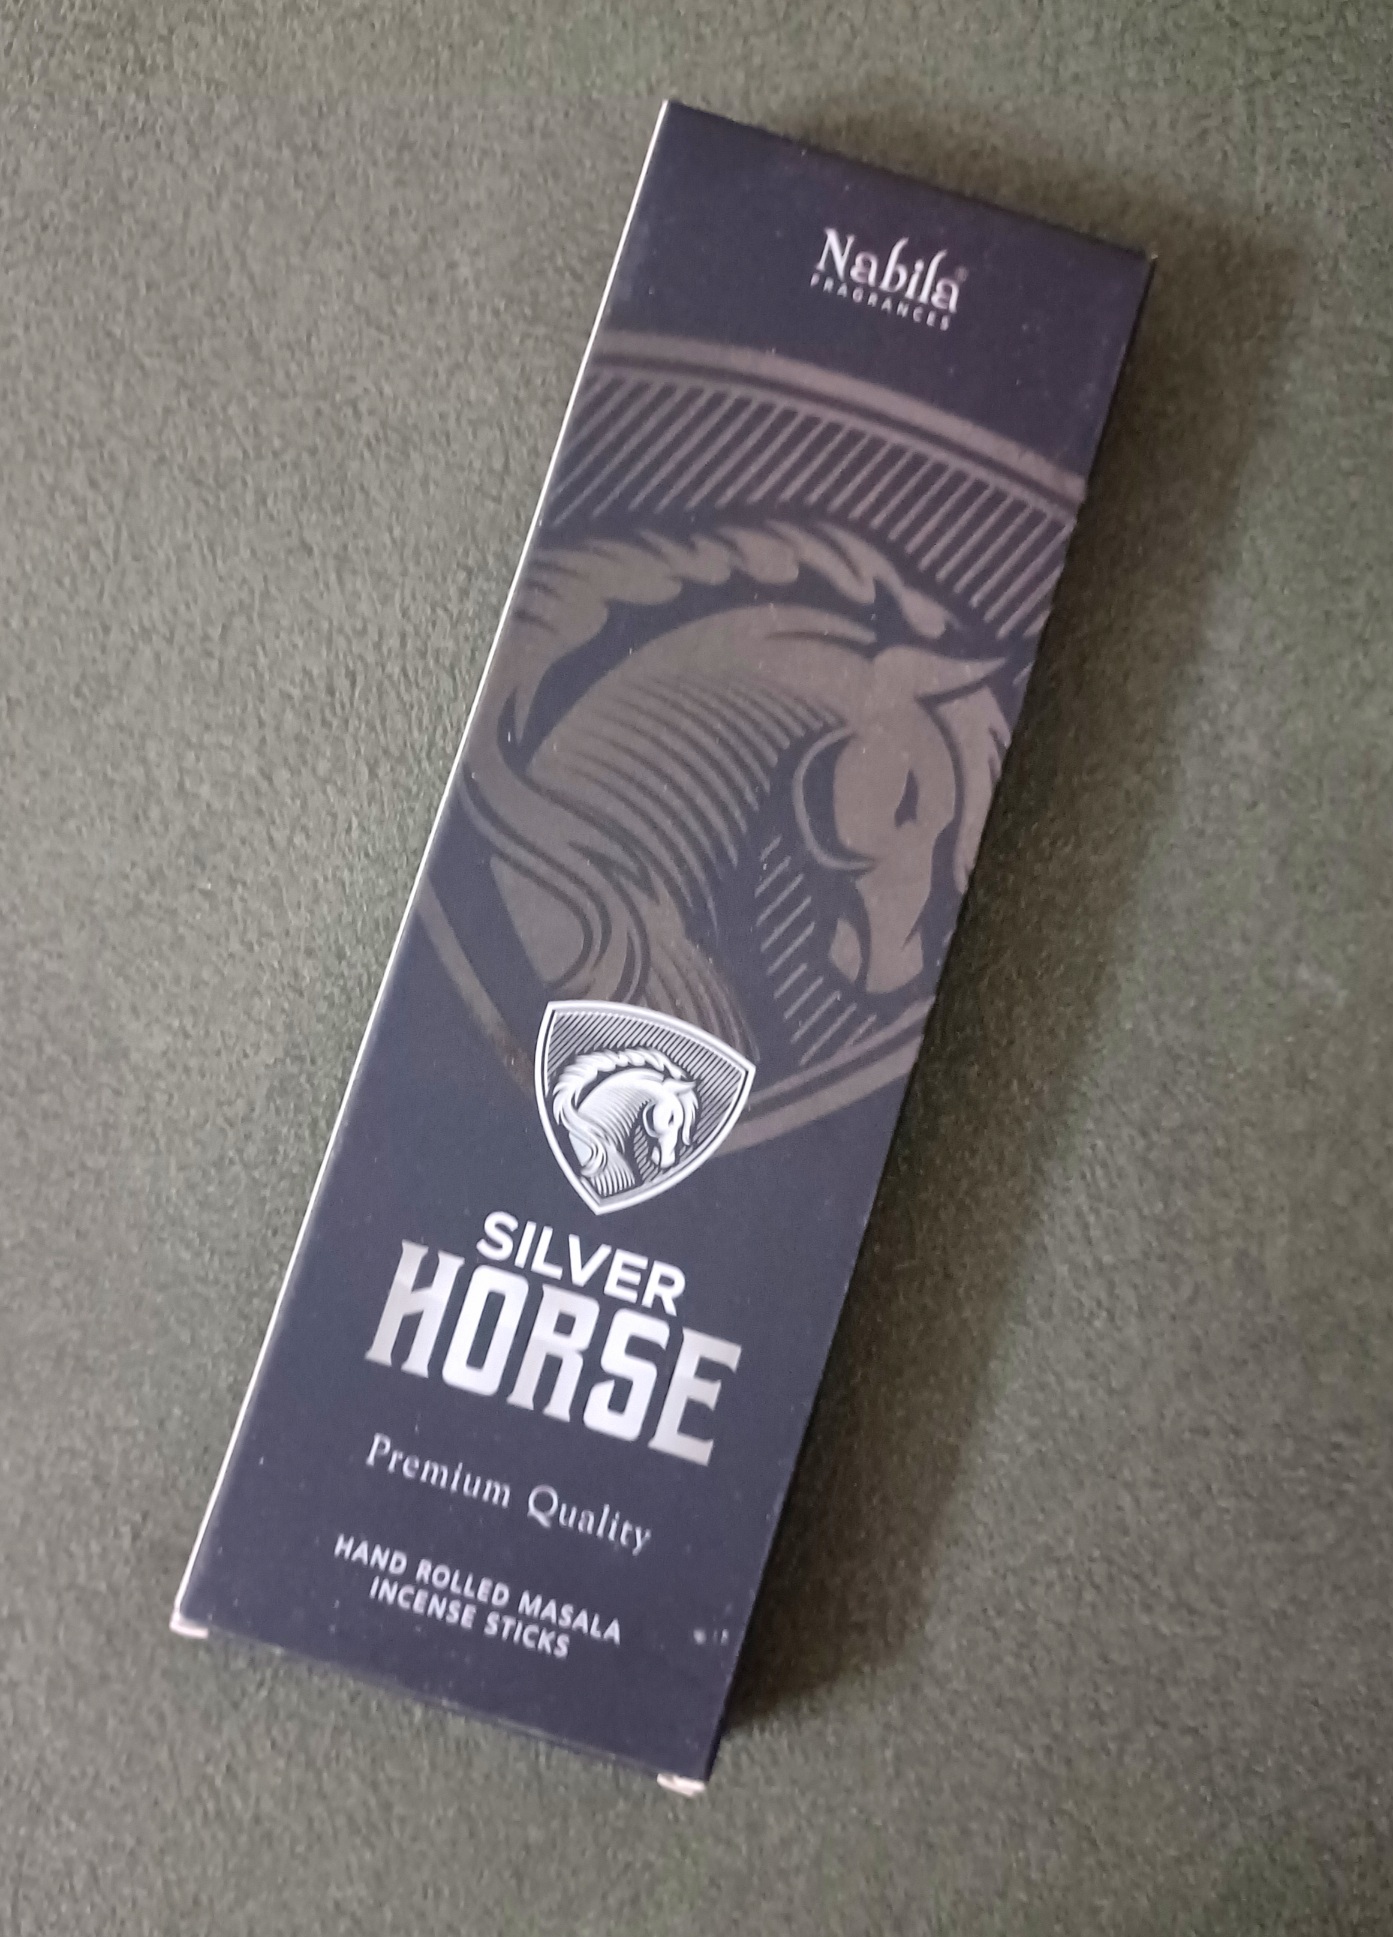 Nabila®
FRAGRANCES
SILVER
HORSE
Premium Quality
HAND ROLLED MASALA
INCENSE STICKS